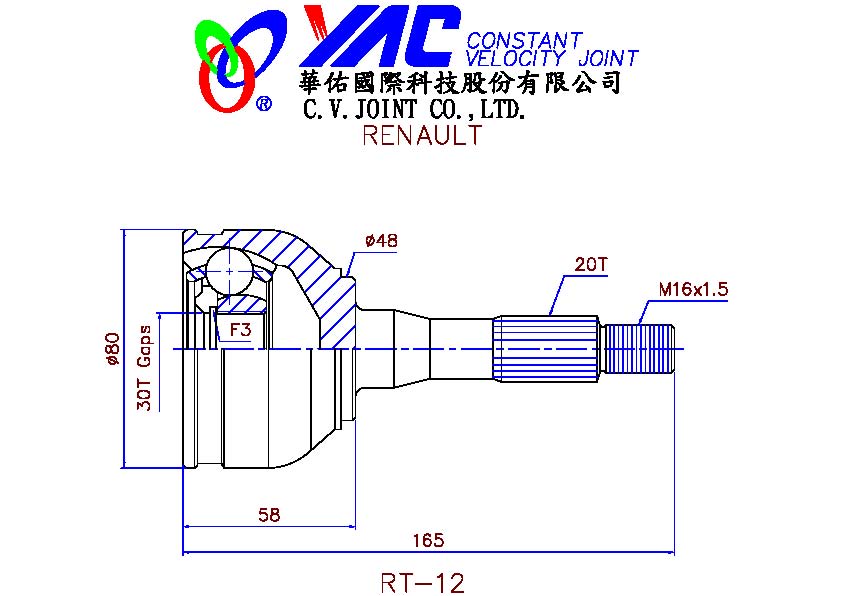 YAC CONSTANT
VELOCITY JOINT
華佑國際科技股份有限公司
®
C.V.JOINT CO.,LTD.
RENAULT
ø48
20T
M16x1.5
F3
ø80
30T Gaps
58
165
RT-12